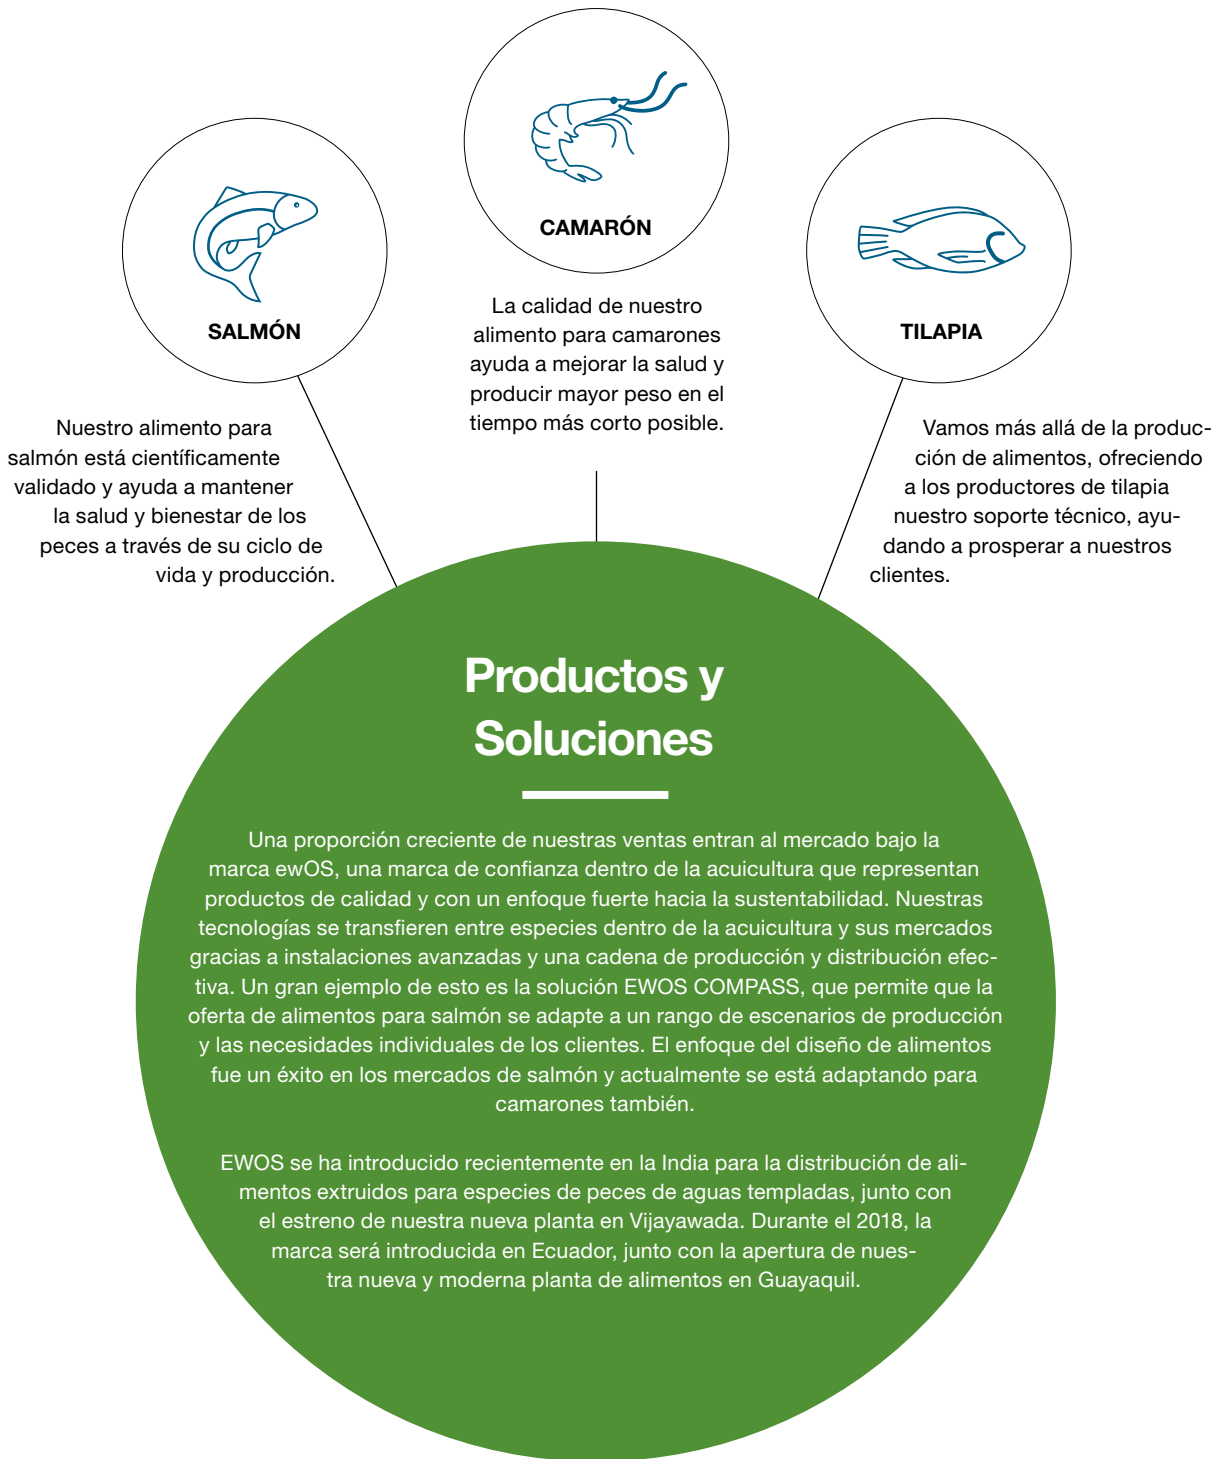 CAMARÓN
La calidad de nuestro
alimento para camarones
ayuda a mejorar la salud y
producir mayor peso en el
tiempo más corto posible.
SALMÓN
Nuestro alimento para
salmón está científicamente
validado y ayuda a mantener
la salud y bienestar de los
peces a través de su ciclo de
vida y producción.
TILAPIA
Vamos más allá de la produc-
ción de alimentos, ofreciendo
a los productores de tilapia
nuestro soporte técnico, ayu-
dando a prosperar a nuestros
clientes.
Productos y
Soluciones
Una proporción creciente de nuestras ventas entran al mercado bajo la
marca ewOS, una marca de confianza dentro de la acuicultura que representan
productos de calidad y con un enfoque fuerte hacia la sustentabilidad. Nuestras
tecnologías se transfieren entre especies dentro de la acuicultura y sus mercados
gracias a instalaciones avanzadas y una cadena de producción y distribución efec-
tiva. Un gran ejemplo de esto es la solución EWOS COMPASS, que permite que la
oferta de alimentos para salmón se adapte a un rango de escenarios de producción
y las necesidades individuales de los clientes. El enfoque del diseño de alimentos
fue un éxito en los mercados de salmón y actualmente se está adaptando para
camarones también.
EWOS se ha introducido recientemente en la India para la distribución de ali-
mentos extruidos para especies de peces de aguas templadas, junto con
el estreno de nuestra nueva planta en Vijayawada. Durante el 2018, la
marca será introducida en Ecuador, junto con la apertura de nues-
tra nueva y moderna planta de alimentos en Guayaquil.